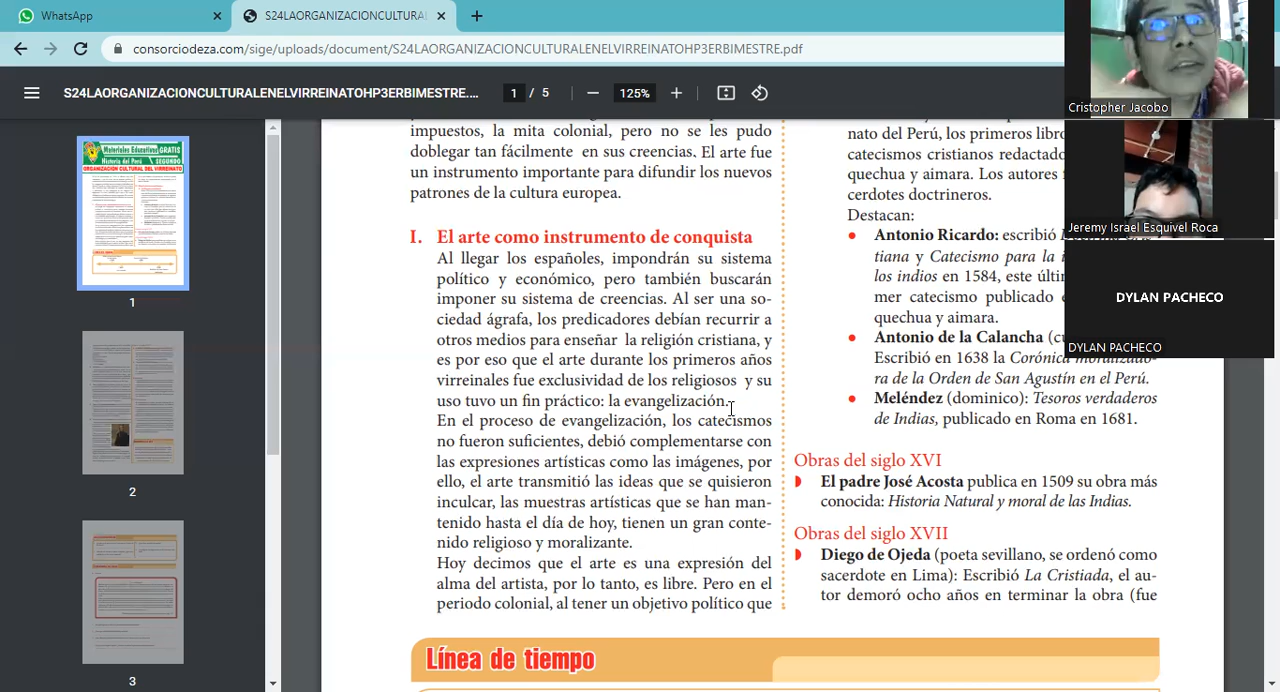 WhatsApp
S24LAORGANIZACIONCULTURAL
consorciodeza.com/sige/uploads/document/S24LAORGANIZACIONCULTURALENELVIRREINATOHP3ERBIMESTRE.pdf
S24LAORGANIZACIONCULTURALENELVIRREINATOHP3ERBIMESTRE....
1 / 5
125%
Materiales Educativos GRATIS
Historia del Perú SEGUNDO
ORGANIZACION CULTURAL DEL VIRREINATO
1
2
3
impuestos, la mita colonial, pero no se les pudo
doblegar tan fácilmente en sus creencias. El arte fue
un instrumento importante para difundir los nuevos
patrones de la cultura europea.
I. El arte como instrumento de conquista
Al llegar los españoles, impondrán su sistema
político y económico, pero también buscarán
imponer su sistema de creencias. Al ser una so-
ciedad ágrafa, los predicadores debían recurrir a
otros medios para enseñar la religión cristiana, y
es por eso que el arte durante los primeros años
virreinales fue exclusividad de los religiosos y su
uso tuvo un fin práctico: la evangelización.
En el proceso de evangelización, los catecismos
no fueron suficientes, debió complementarse con
las expresiones artísticas como las imágenes, por
ello, el arte transmitió las ideas que se quisieron
inculcar, las muestras artísticas que se han man-
tenido hasta el día de hoy, tienen un gran conte-
nido religioso y moralizante.
Hoy decimos que el arte es una expresión del
alma del artista, por lo tanto, es libre. Pero en el
periodo colonial, al tener un objetivo político que
nato del Perú, los primeros libro
catecismos cristianos redactado
quechua y aimara. Los autores
cerdotes doctrineros.
Destacan:
• Antonio Ricardo: escribió
tiana y Catecismo para la
los indios en 1584, este últi
mer catecismo publicado
quechua y aimara.
• Antonio de la Calancha
Escribió en 1638 la Corónica moralizado-
ra de la Orden de San Agustín en el Perú.
• Meléndez (dominico): Tesoros verdaderos
de Indias, publicado en Roma en 1681.
Obras del siglo XVI
El padre José Acosta publica en 1509 su obra más
conocida: Historia Natural y moral de las Indias.
Obras del siglo XVII
Diego de Ojeda (poeta sevillano, se ordenó como
sacerdote en Lima): Escribió La Cristiada, el au-
tor demoró ocho años en terminar la obra (fue
Línea de tiempo
Cristopher Jacobo
Jeremy Israel Esquivel Roca
DYLAN PACHECO
DYLAN PACHECO